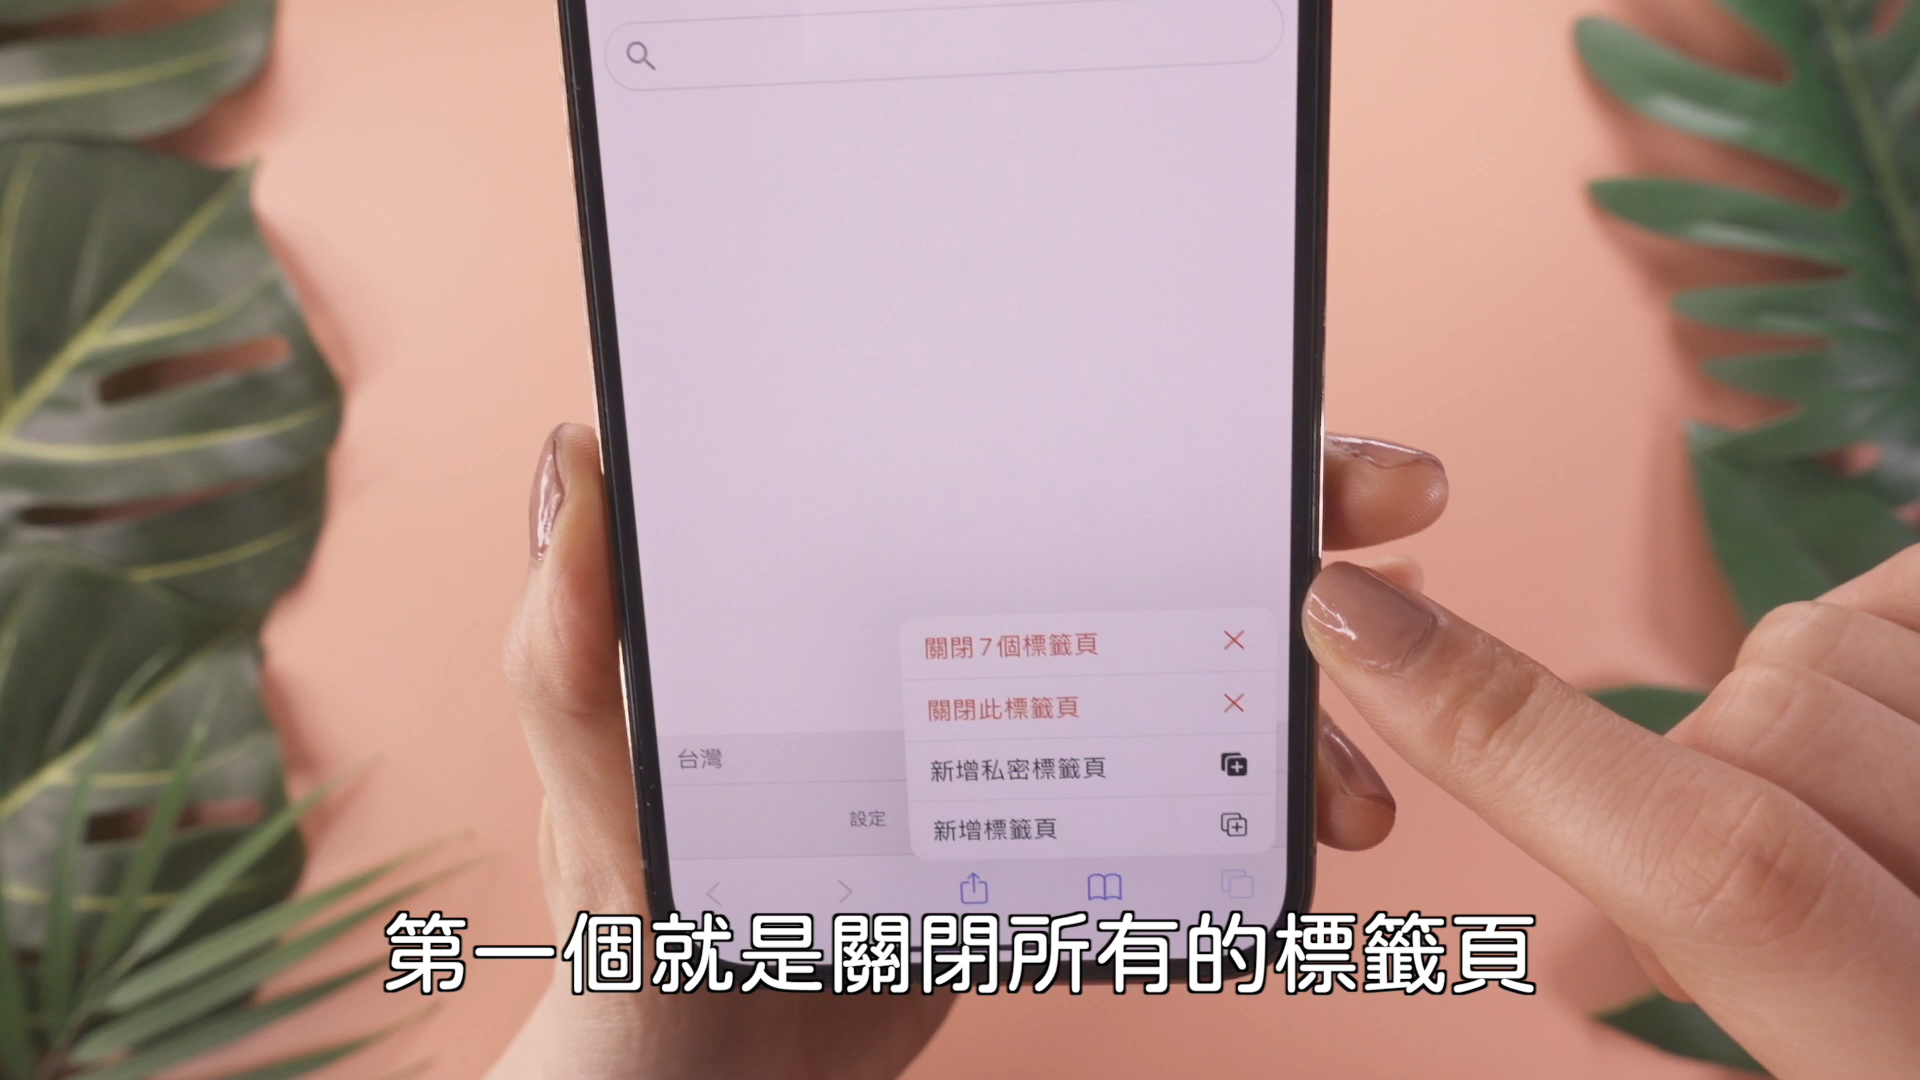 關閉 7 個標籤頁
關閉此標籤頁
新增私密標籤頁
新增標籤頁
台灣
設定
第一個就是關閉所有的標籤頁